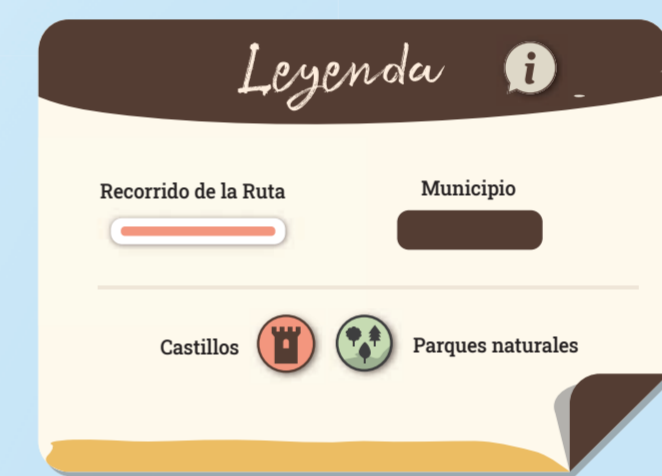 Leyenda
i
Recorrido de la Ruta
Municipio
Castillos
Parques naturales